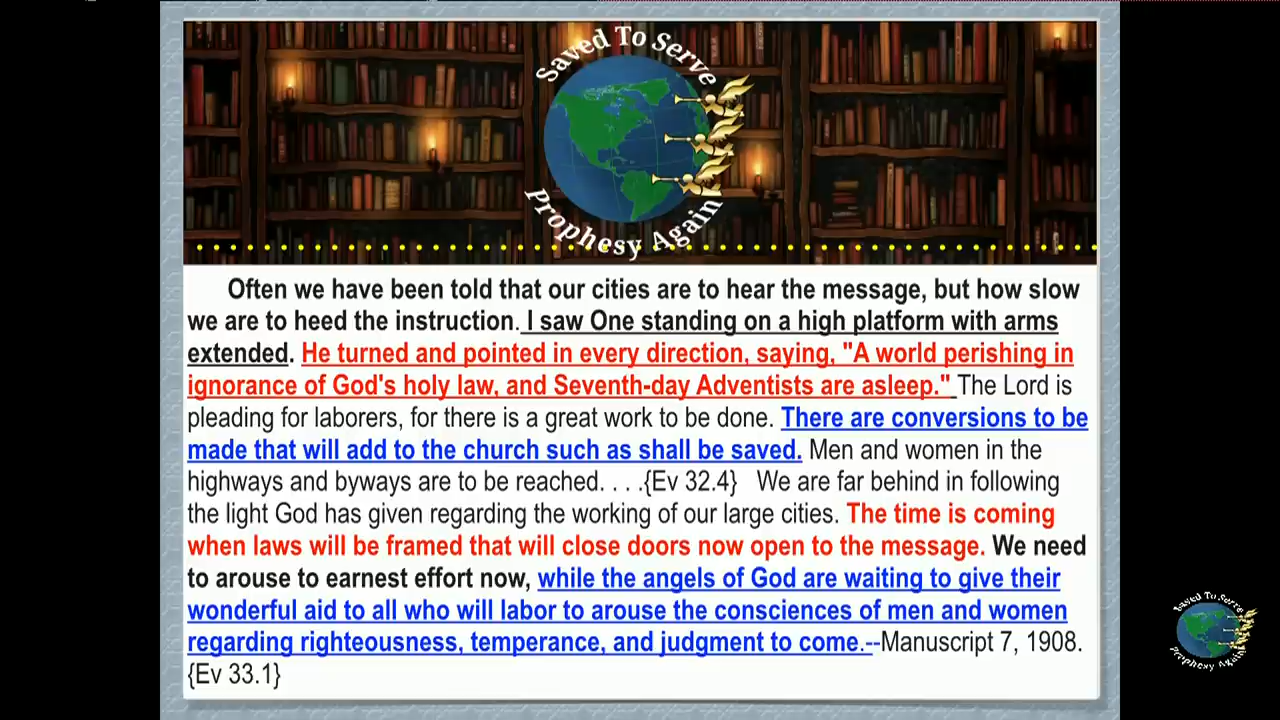 Saved To Serve
Prophesy Again
Often we have been told that our cities are to hear the message, but how slow
we are to heed the instruction. I saw One standing on a high platform with arms
extended. He turned and pointed in every direction, saying, "A world perishing in
ignorance of God's holy law, and Seventh-day Adventists are asleep." The Lord is
pleading for laborers, for there is a great work to be done. There are conversions to be
made that will add to the church such as shall be saved. Men and women in the
highways and byways are to be reached. . . .{Ev 32.4} We are far behind in following
the light God has given regarding the working of our large cities. The time is coming
when laws will be framed that will close doors now open to the message. We need
to arouse to earnest effort now, while the angels of God are waiting to give their
wonderful aid to all who will labor to arouse the consciences of men and women
regarding righteousness, temperance, and judgment to come.--Manuscript 7, 1908.
{Ev 33.1}
Saved To Serve
Prophesy Again